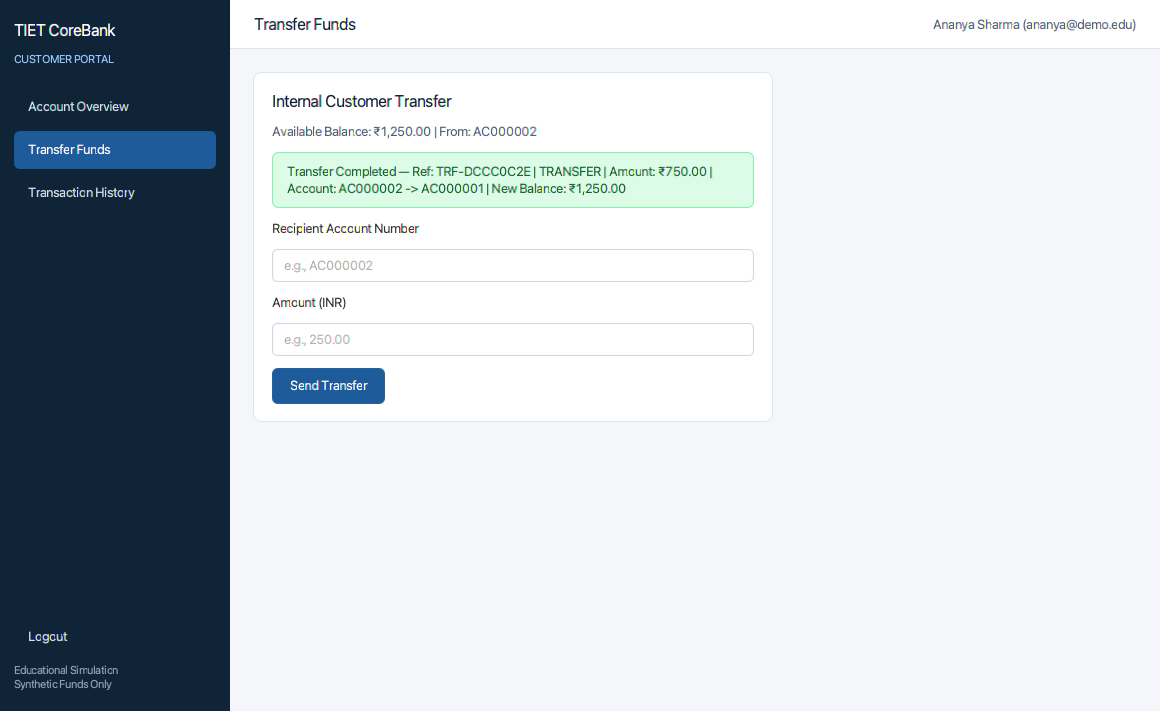 TIET CoreBank
CUSTOMER PORTAL
Account Overview
Transfer Funds
Transaction History
Logout
Educational Simulation
Synthetic Funds Only
Transfer Funds
Ananya Sharma (ananya@demo.edu)
Internal Customer Transfer
Available Balance: ₹1,250.00 | From: AC000002
Transfer Completed — Ref: TRF-DCCC0C2E | TRANSFER | Amount: ₹750.00 |
Account: AC000002 -> AC000001 | New Balance: ₹1,250.00
Recipient Account Number
e.g., AC000002
Amount (INR)
e.g., 250.00
Send Transfer